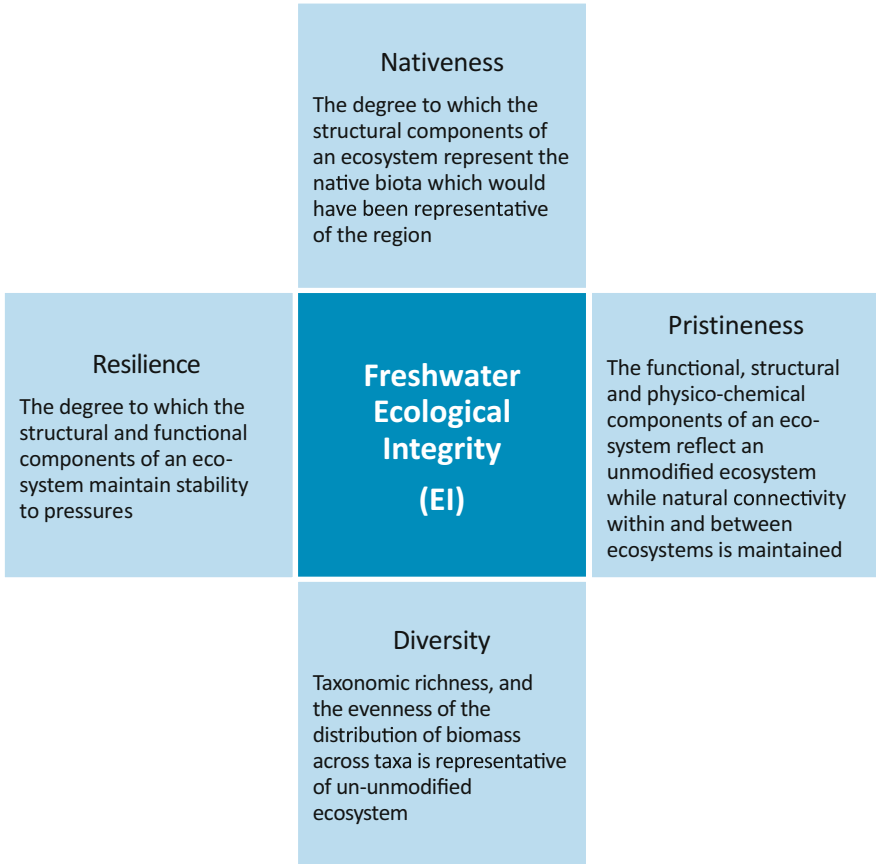 Nativeness
The degree to which the
structural components of
an ecosystem represent the
native biota which would
have been representative
of the region
Resilience
The degree to which the
structural and functional
components of an eco-
system maintain stability
to pressures
Freshwater
Ecological
Integrity
(EI)
Pristineness
The functional, structural
and physico-chemical
components of an eco-
system reflect an
unmodified ecosystem
while natural connectivity
within and between
ecosystems is maintained
Diversity
Taxonomic richness, and
the evenness of the
distribution of biomass
across taxa is representative
of un-unmodified
ecosystem